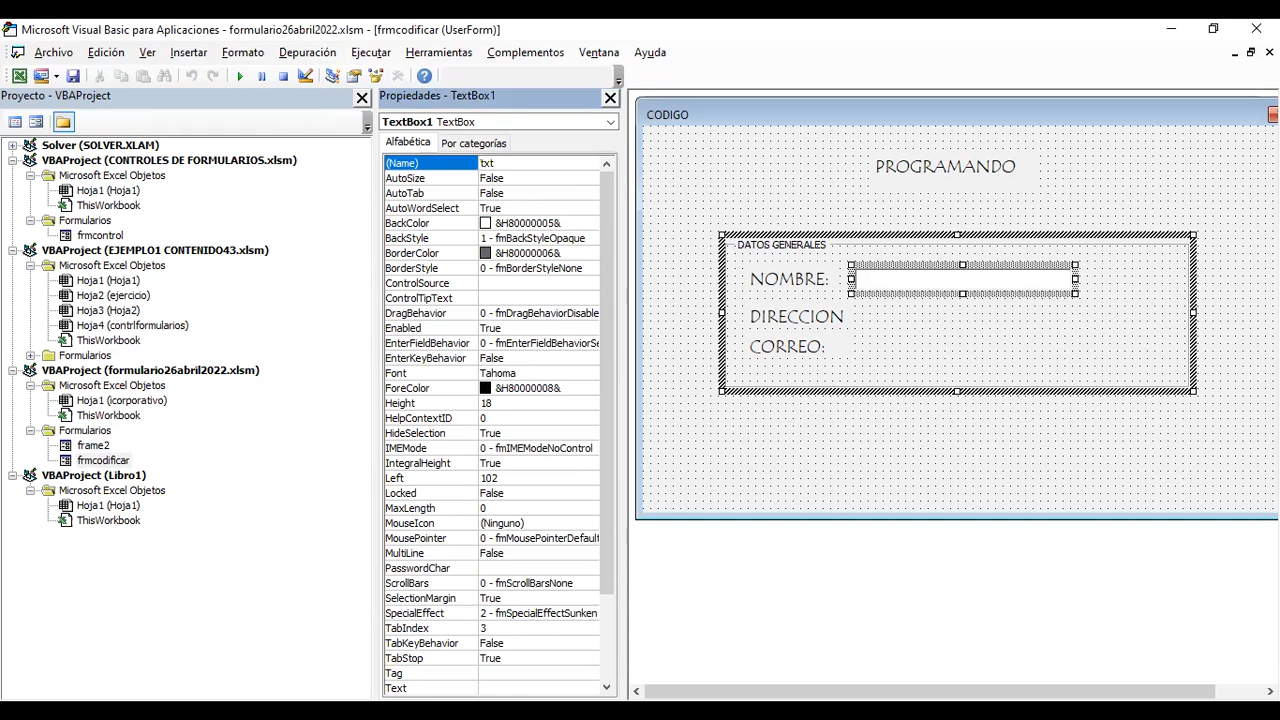 Microsoft Visual Basic para Aplicaciones - formulario26abril2022.xlsm - [frmcodificar (UserForm)]
Archivo Edición Ver Insertar Formato Depuración Ejecutar Herramientas Complementos Ventana Ayuda
Proyecto - VBAProject
Solver (SOLVER.XLAM)
VBAProject (CONTROLES DE FORMULARIOS.xlsm)
Microsoft Excel Objetos
Hoja1 (Hoja1)
ThisWorkbook
Formularios
frmcontrol
VBAProject (EJEMPLO1 CONTENIDO43.xlsm)
Microsoft Excel Objetos
Hoja1 (Hoja1)
Hoja2 (ejercicio)
Hoja3 (Hoja2)
Hoja4 (contrlformularios)
ThisWorkbook
Formularios
VBAProject (formulario26abril2022.xlsm)
Microsoft Excel Objetos
Hoja1 (icorporativo)
ThisWorkbook
Formularios
frame2
frmcodificar
VBAProject (Libro1)
Microsoft Excel Objetos
Hoja1 (Hoja1)
ThisWorkbook
Propiedades - TextBox1
TextBox1 TextBox
Alfabética Por categorías
(Name) txt
AutoSize False
AutoTab False
AutoWordSelect True
BackColor &H80000005&
BackStyle 1 - fmBackStyleOpaque
BorderColor &H80000006&
BorderStyle 0 - fmBorderStyleNone
ControlSource
ControlTipText
DragBehavior 0 - fmDragBehaviorDisable
Enabled True
EnterFieldBehavior 0 - fmEnterFieldBehaviorSe
EnterKeyBehavior False
Font Tahoma
ForeColor &H80000008&
Height 18
HelpContextID 0
HideSelection True
IMEMode 0 - fmIMEModeNoControl
IntegralHeight True
Left 102
Locked False
MaxLength 0
MouseIcon (Ninguno)
MousePointer 0 - fmMousePointerDefault
MultiLine False
PasswordChar
ScrollBars 0 - fmScrollBarsNone
SelectionMargin True
SpecialEffect 2 - fmSpecialEffectSunken
TabIndex 3
TabKeyBehavior False
TabStop True
Tag
Text
CODIGO
PROGRAMANDO
DATOS GENERALES
NOMBRE:
DIRECCION
CORREO: